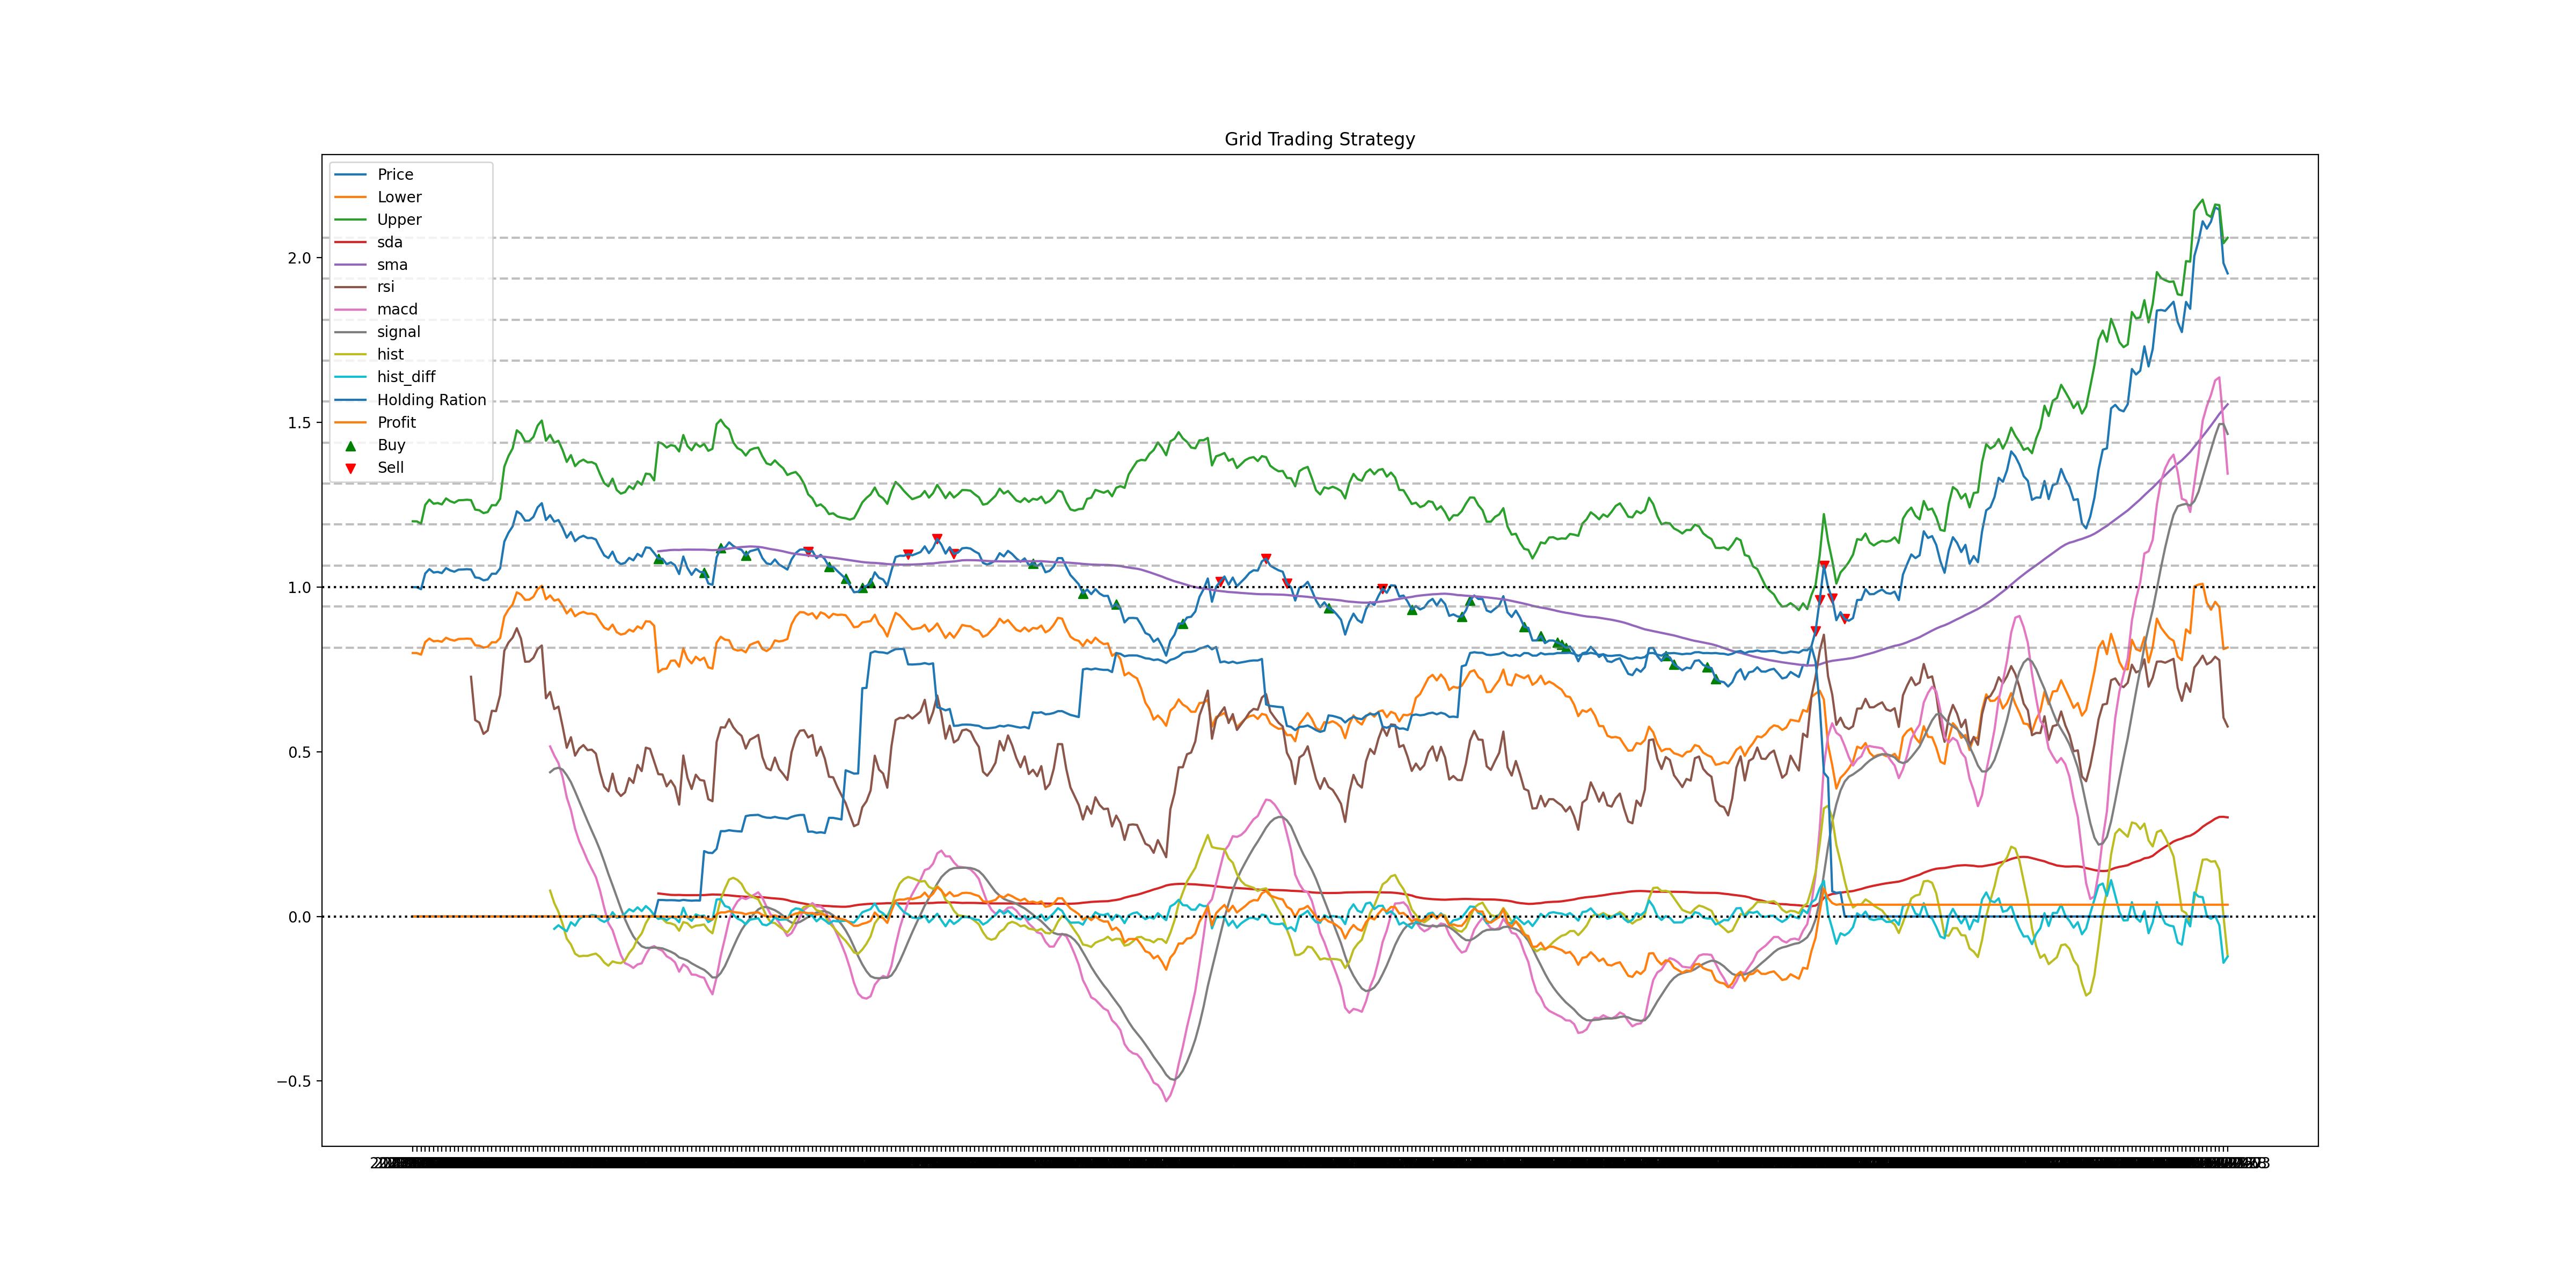 Grid Trading Strategy
Price
Lower
Upper
sda
sma
rsi
macd
signal
hist
hist_diff
Holding Ration
Profit
Buy
Sell
2.0
1.5
1.0
0.5
0.0
−0.5